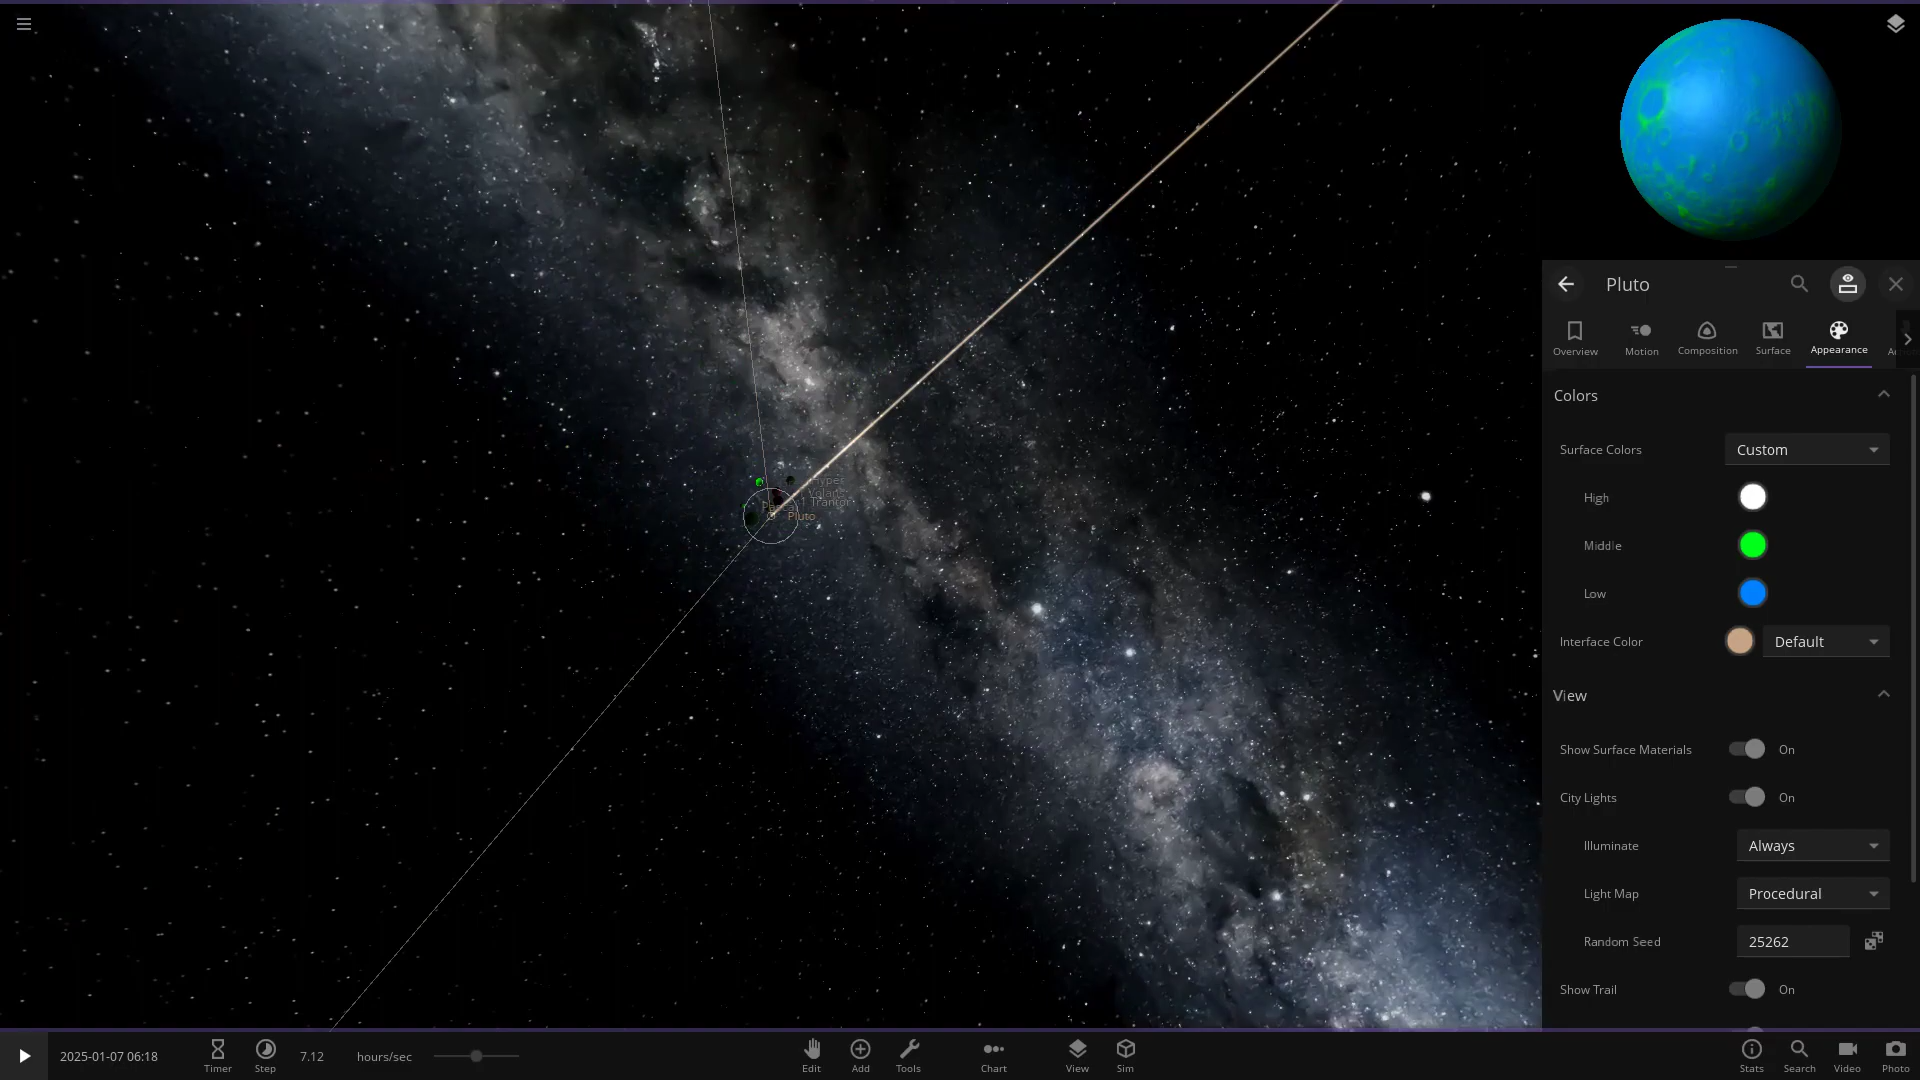 Pluto
Overview
Motion
Composition
Surface
Appearance
Colors
Surface Colors
Custom
High
Middle
Low
Interface Color
Default
View
Show Surface Materials
On
City Lights
On
Illuminate
Always
Light Map
Procedural
Random Seed
25262
Show Trail
On
Trantor
Pluto
2025-01-07 06:18
Timer
Step
7.12
hours/sec
Edit
Add
Tools
Chart
View
Sim
Stats
Search
Video
Photo